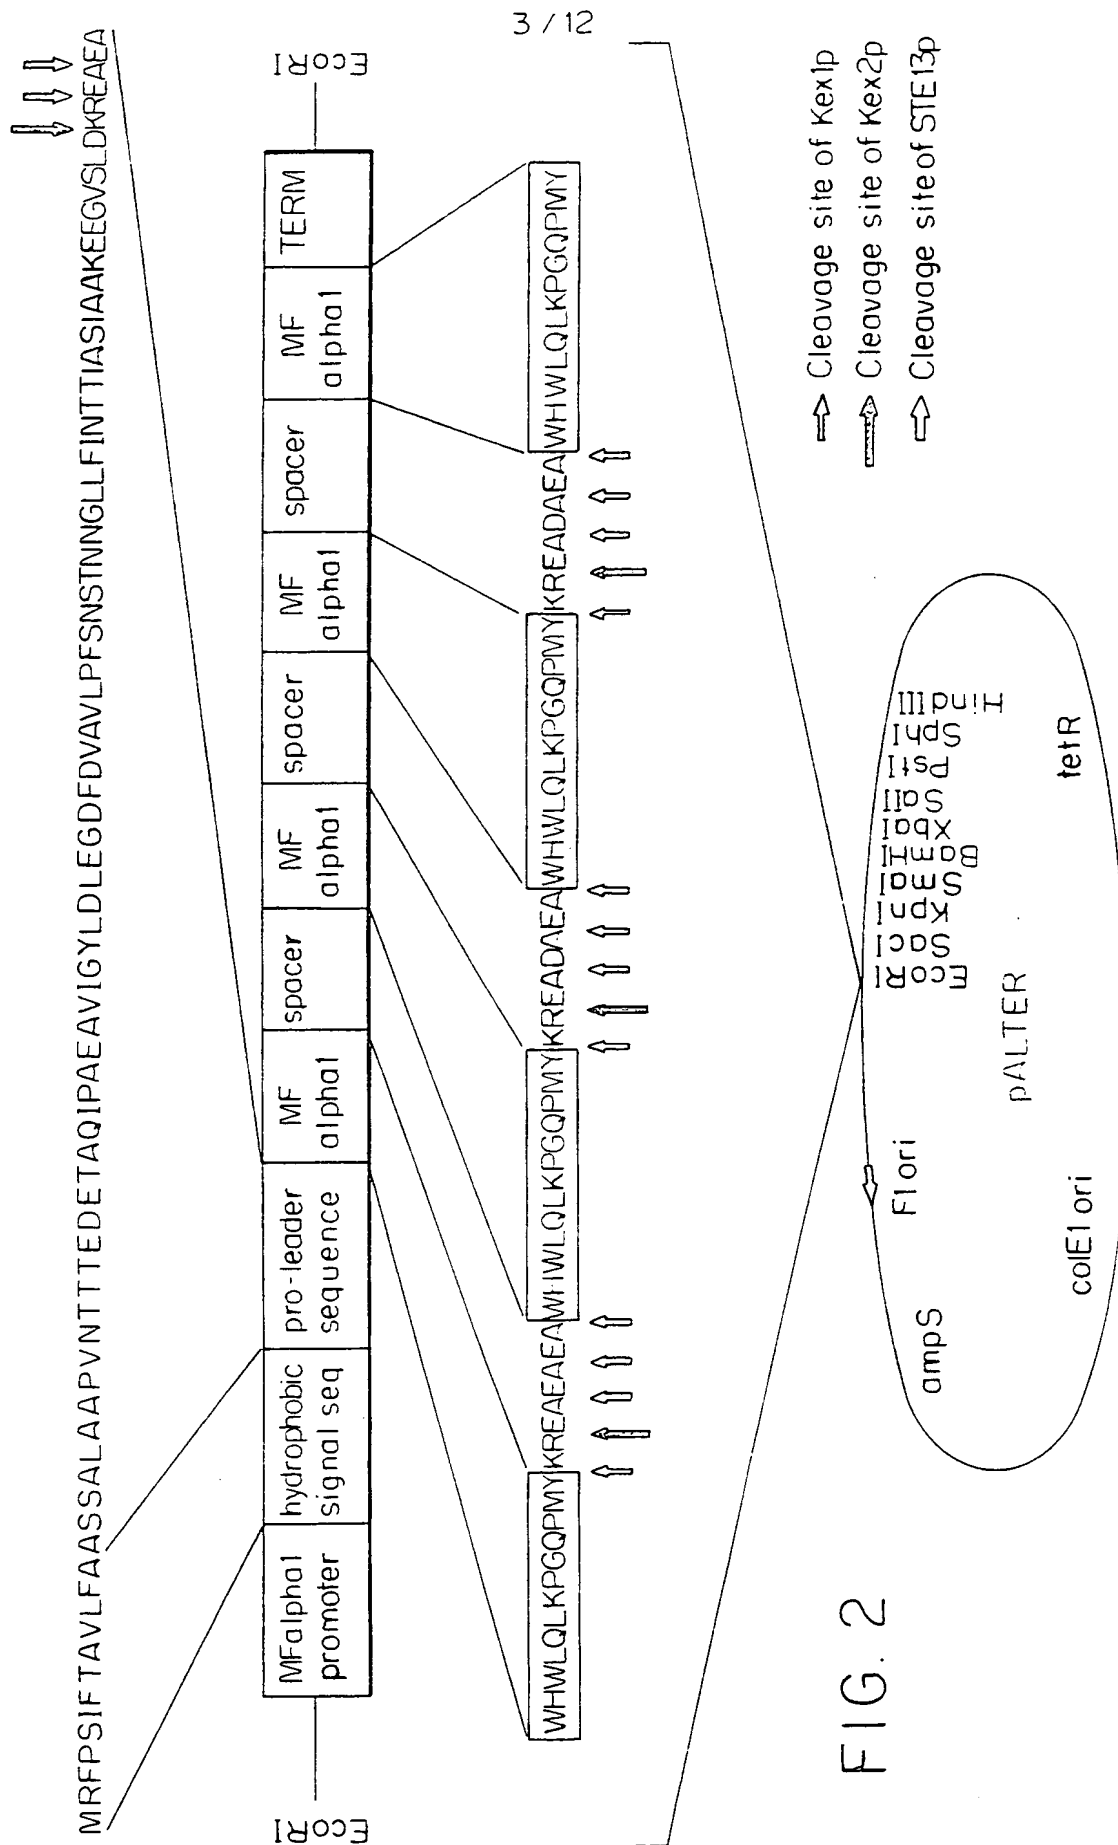 3 / 12
MRFPSIFTAVLFAASSALAAPVNTTTEDETAQIPAEAVIGYLDLEGDFDVAVLPFSNSTNNGLLFINTTIASIAAKEEGVSLDKREAEA
EcoRI
MFalpha1 promoter
hydrophobic signal seq
pro-leader sequence
MF alpha1
spacer
MF alpha1
spacer
MF alpha1
spacer
MF alpha1
TERM
EcoRI
WHWLQLKPGQPMY KREAEAEA WHWLQLKPGQPMY KREADAEA WHWLQLKPGQPMY KREADAEA WHWLQLKPGQPMY
Cleavage site of Kex1p
Cleavage site of Kex2p
Cleavage site of STE13p
ampS
F1 ori
EcoRI
SacI
KpnI
SmaI
BamHI
XbaI
SalI
PstI
SphI
HindIII
pALTER
colE1 ori
tetR
FIG. 2